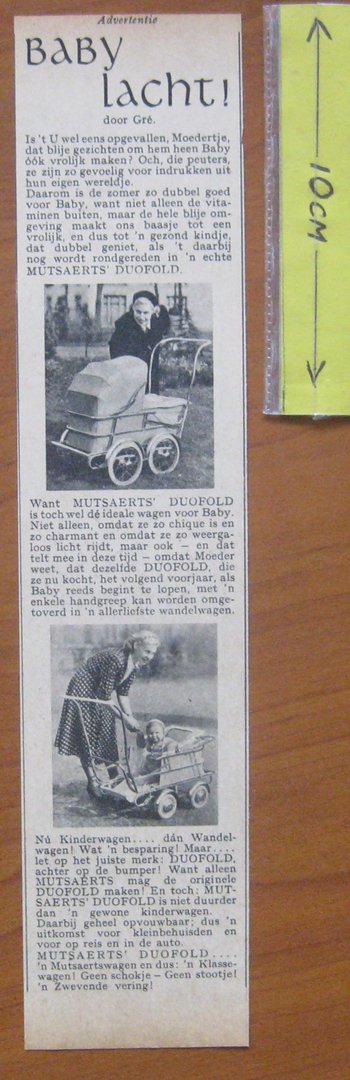 Advertentie
BABY
lacht!
door Gré.
Is 't U wel eens opgevallen, Moedertje,
dat blije gezichten om hem heen Baby
óók vrolijk maken? Och, die peuters,
ze zijn zo gevoelig voor indrukken uit
hun eigen wereldje.
Daarom is de zomer zo dubbel goed
voor Baby, want niet alleen de vita-
minen buiten, maar de hele blije om-
geving maakt ons baasje tot een
vrolijk, en dus tot 'n gezond kindje,
dat dubbel geniet, als 't daarbij
nog wordt rondgereden in 'n echte
MUTSAERTS' DUOFOLD.
Want MUTSAERTS' DUOFOLD
is toch wel dé ideale wagen voor Baby.
Niet alleen, omdat ze zo chique is en
zo charmant en omdat ze zo weerga-
loos licht rijdt, maar ook — en dat
telt mee in deze tijd — omdat Moeder
weet, dat dezelfde DUOFOLD, die
ze nu kocht, het volgend voorjaar, als
Baby reeds begint te lopen, met 'n
enkele handgreep kan worden omge-
toverd in 'n allerliefste wandelwagen.
Nú Kinderwagen.... dán Wandel-
wagen! Wat 'n besparing! Maar....
let op het juiste merk: DUOFOLD,
achter op de bumper! Want alleen
MUTSAERTS mag de originele
DUOFOLD maken! En toch: MUT-
SAERTS' DUOFOLD is niet duurder
dan 'n gewone kinderwagen.
Daarbij geheel opvouwbaar; dus 'n
uitkomst voor kleinbehuisden en
voor op reis en in de auto.
MUTSAERTS' DUOFOLD....
'n Mutsaertswagen en dus: 'n Klasse-
wagen! Geen schokje — Geen stootje!
'n Zwevende vering!
10CM